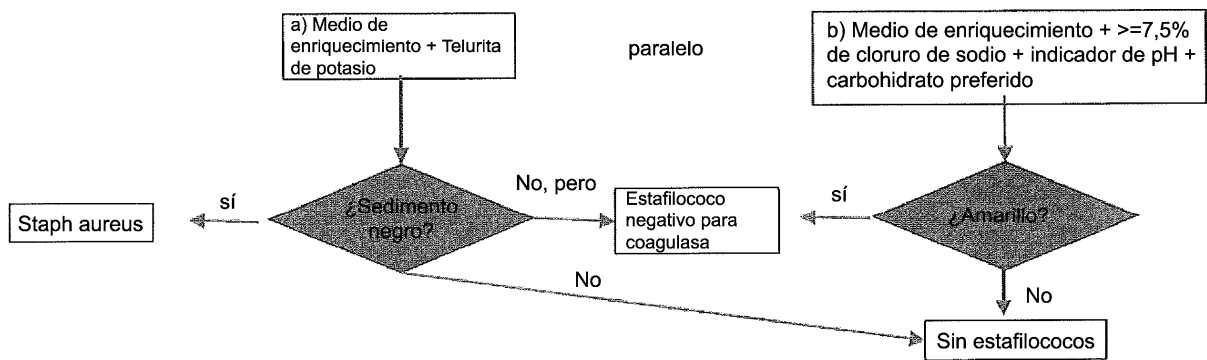 a) Medio de
enriquecimiento + Telurita
de potasio
paralelo
b) Medio de enriquecimiento + >=7,5%
de cloruro de sodio + indicador de pH +
carbohidrato preferido
sí
¿Sedimento
negro?
No, pero
Staph aureus
Estafilococo
negativo para
coagulasa
sí
¿Amarillo?
No
No
Sin estafilococos